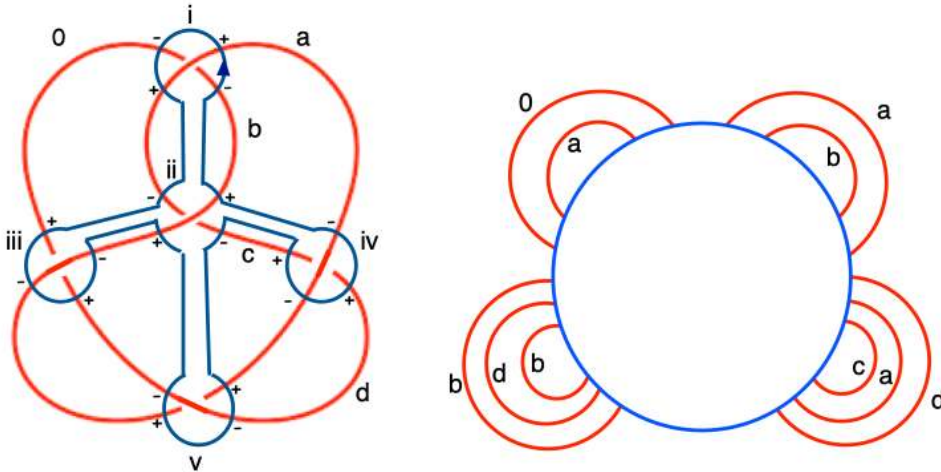 i
0
a
- +
+ -
b
ii
- +
+ -
c
iii
+
- -
+
iv
-
+
- +
d
- +
+ -
v
0
a
a
b
b
d
b
c
a
d